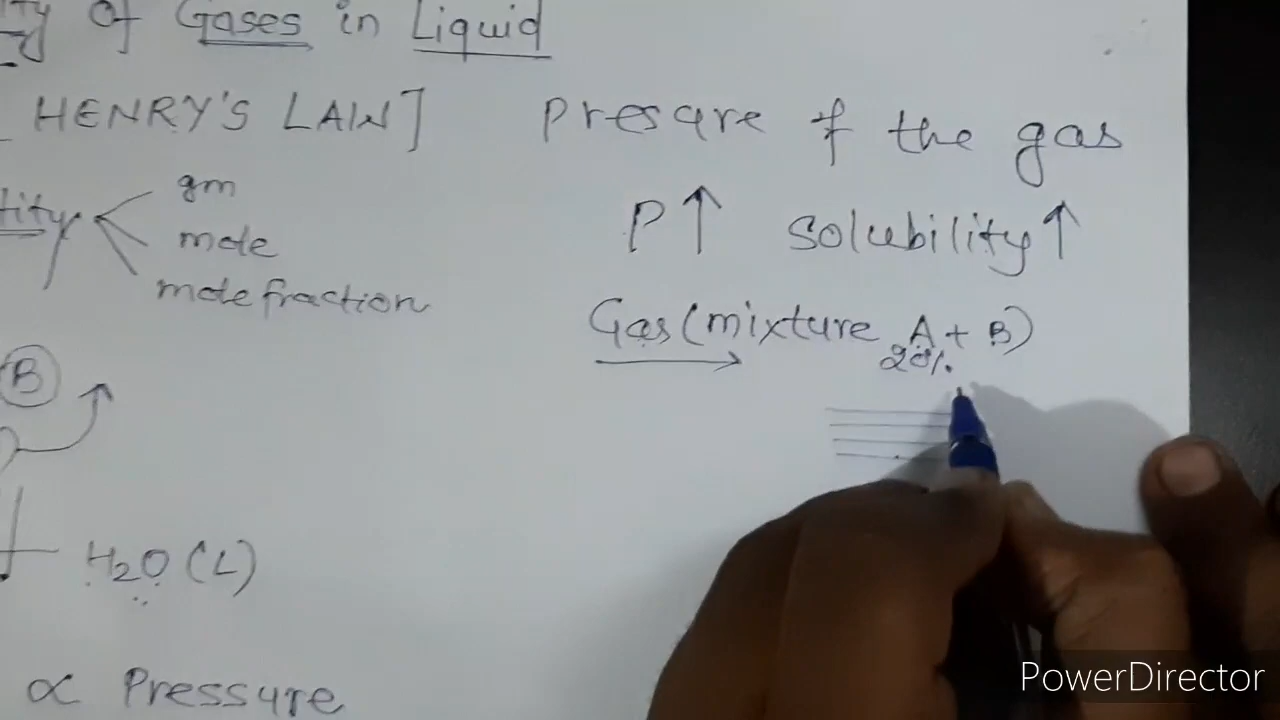 of Gases in Liquid
HENRY'S LAW]
gm
mole
mole fraction
B
H2O (L)
∝ Pressure
Presure of the gas
P↑ Solubility↑
Gas (mixture A + B)
20%
PowerDirector